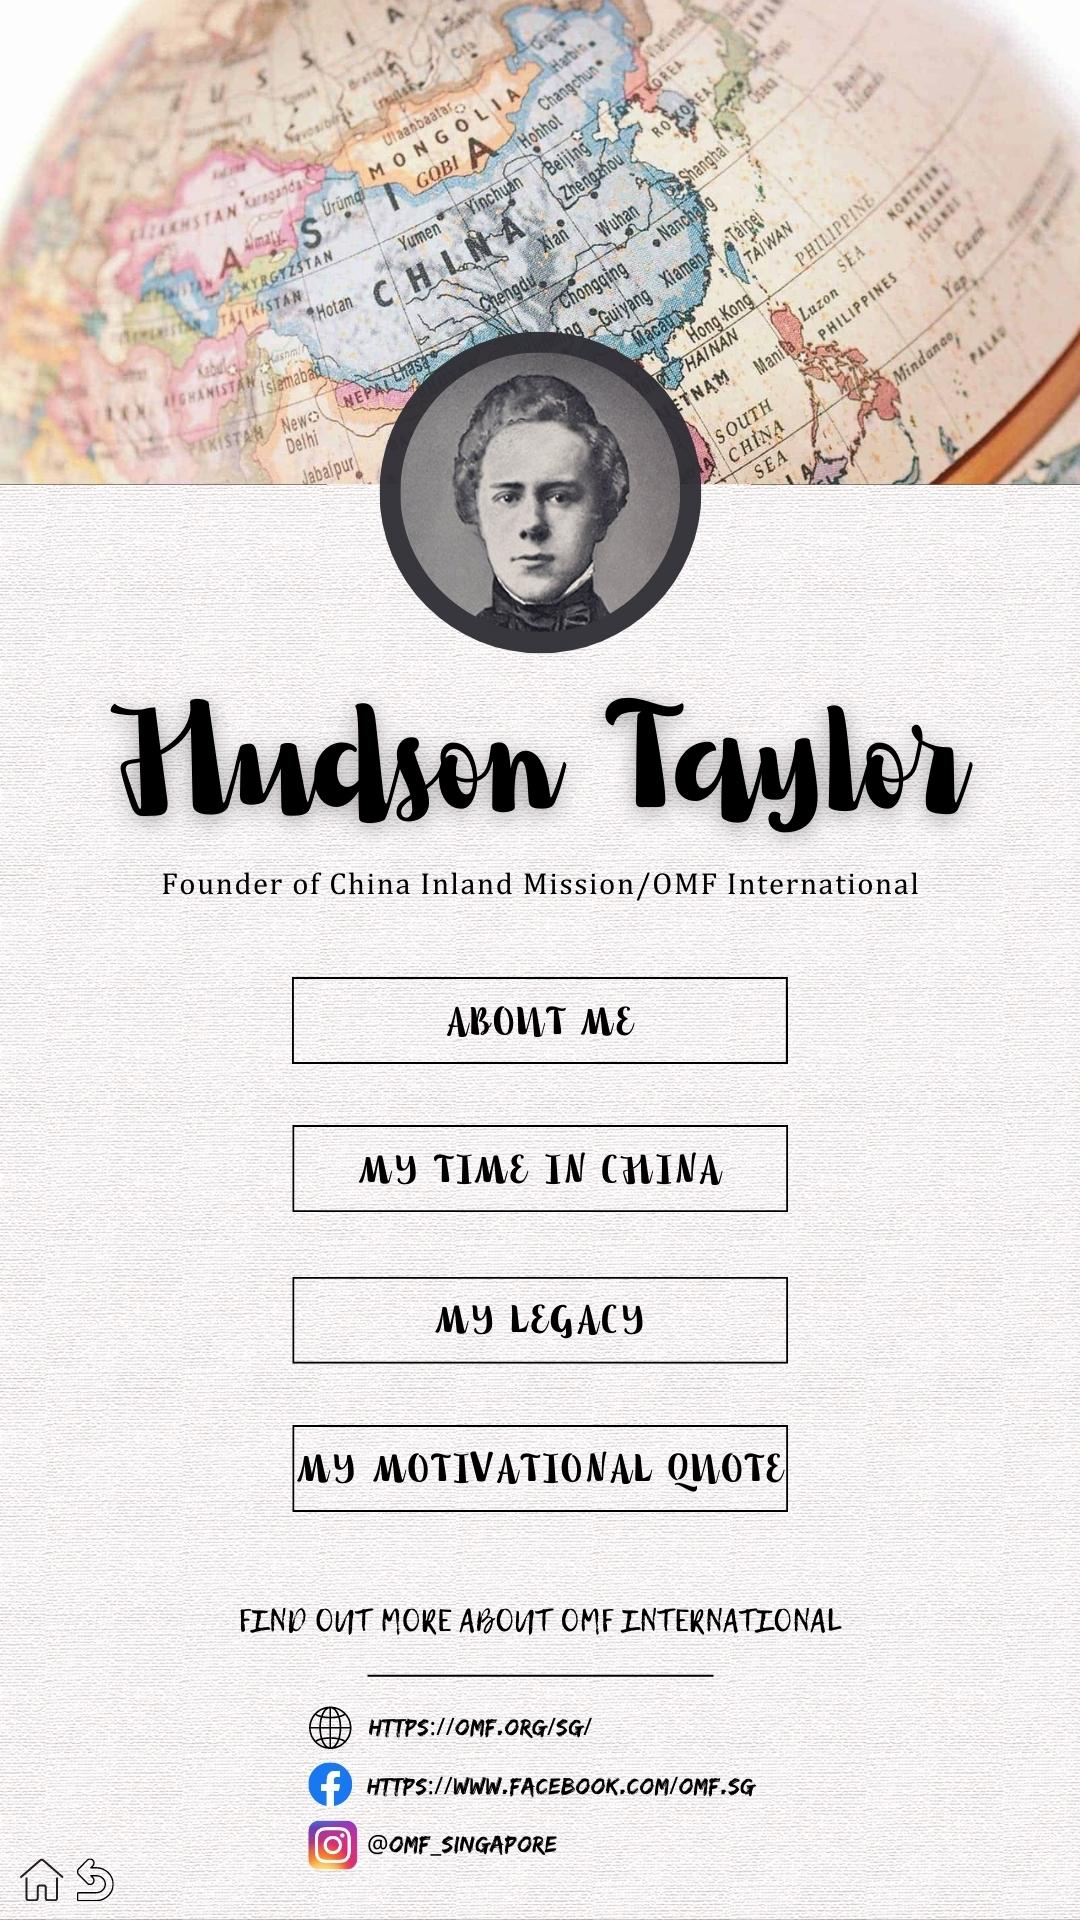 RUSSIA
MONGOLIA
Ulaanbaatar
GOBI
ASIA
Harbin
Changchun
Hohhot
Beijing
KOREA
Osaka
Shanghai
Zhengzhou
Yinchuan
Ürümqi
Karaganda
KAZAKHSTAN
Almaty
KYRGYZSTAN
Yumen
Xian
Wuhan
Nanchang
CHINA
Taipei
TAIWAN
PHILIPPINE
SEA
NORTHERN
MARIANA
ISLANDS
Guam
Yap
PALAU
Hotan
Chengdu
Chongqing
Guiyang
Xiamen
Macau
Hong Kong
HAINAN
Luzon
PHILIPPINES
Manila
Mindanao
Kabul
AFGHANISTAN
Kashmir
Islamabad
PAKISTAN
NEPAL
Lhasa
New
Delhi
Jabalpur
SOUTH
CHINA
SEA
Hudson Taylor
Founder of China Inland Mission/OMF International
ABOUT ME
MY TIME IN CHINA
MY LEGACY
MY MOTIVATIONAL QUOTE
FIND OUT MORE ABOUT OMF INTERNATIONAL
HTTPS://OMF.ORG/SG/
HTTPS://WWW.FACEBOOK.COM/OMF.SG
@OMF_SINGAPORE